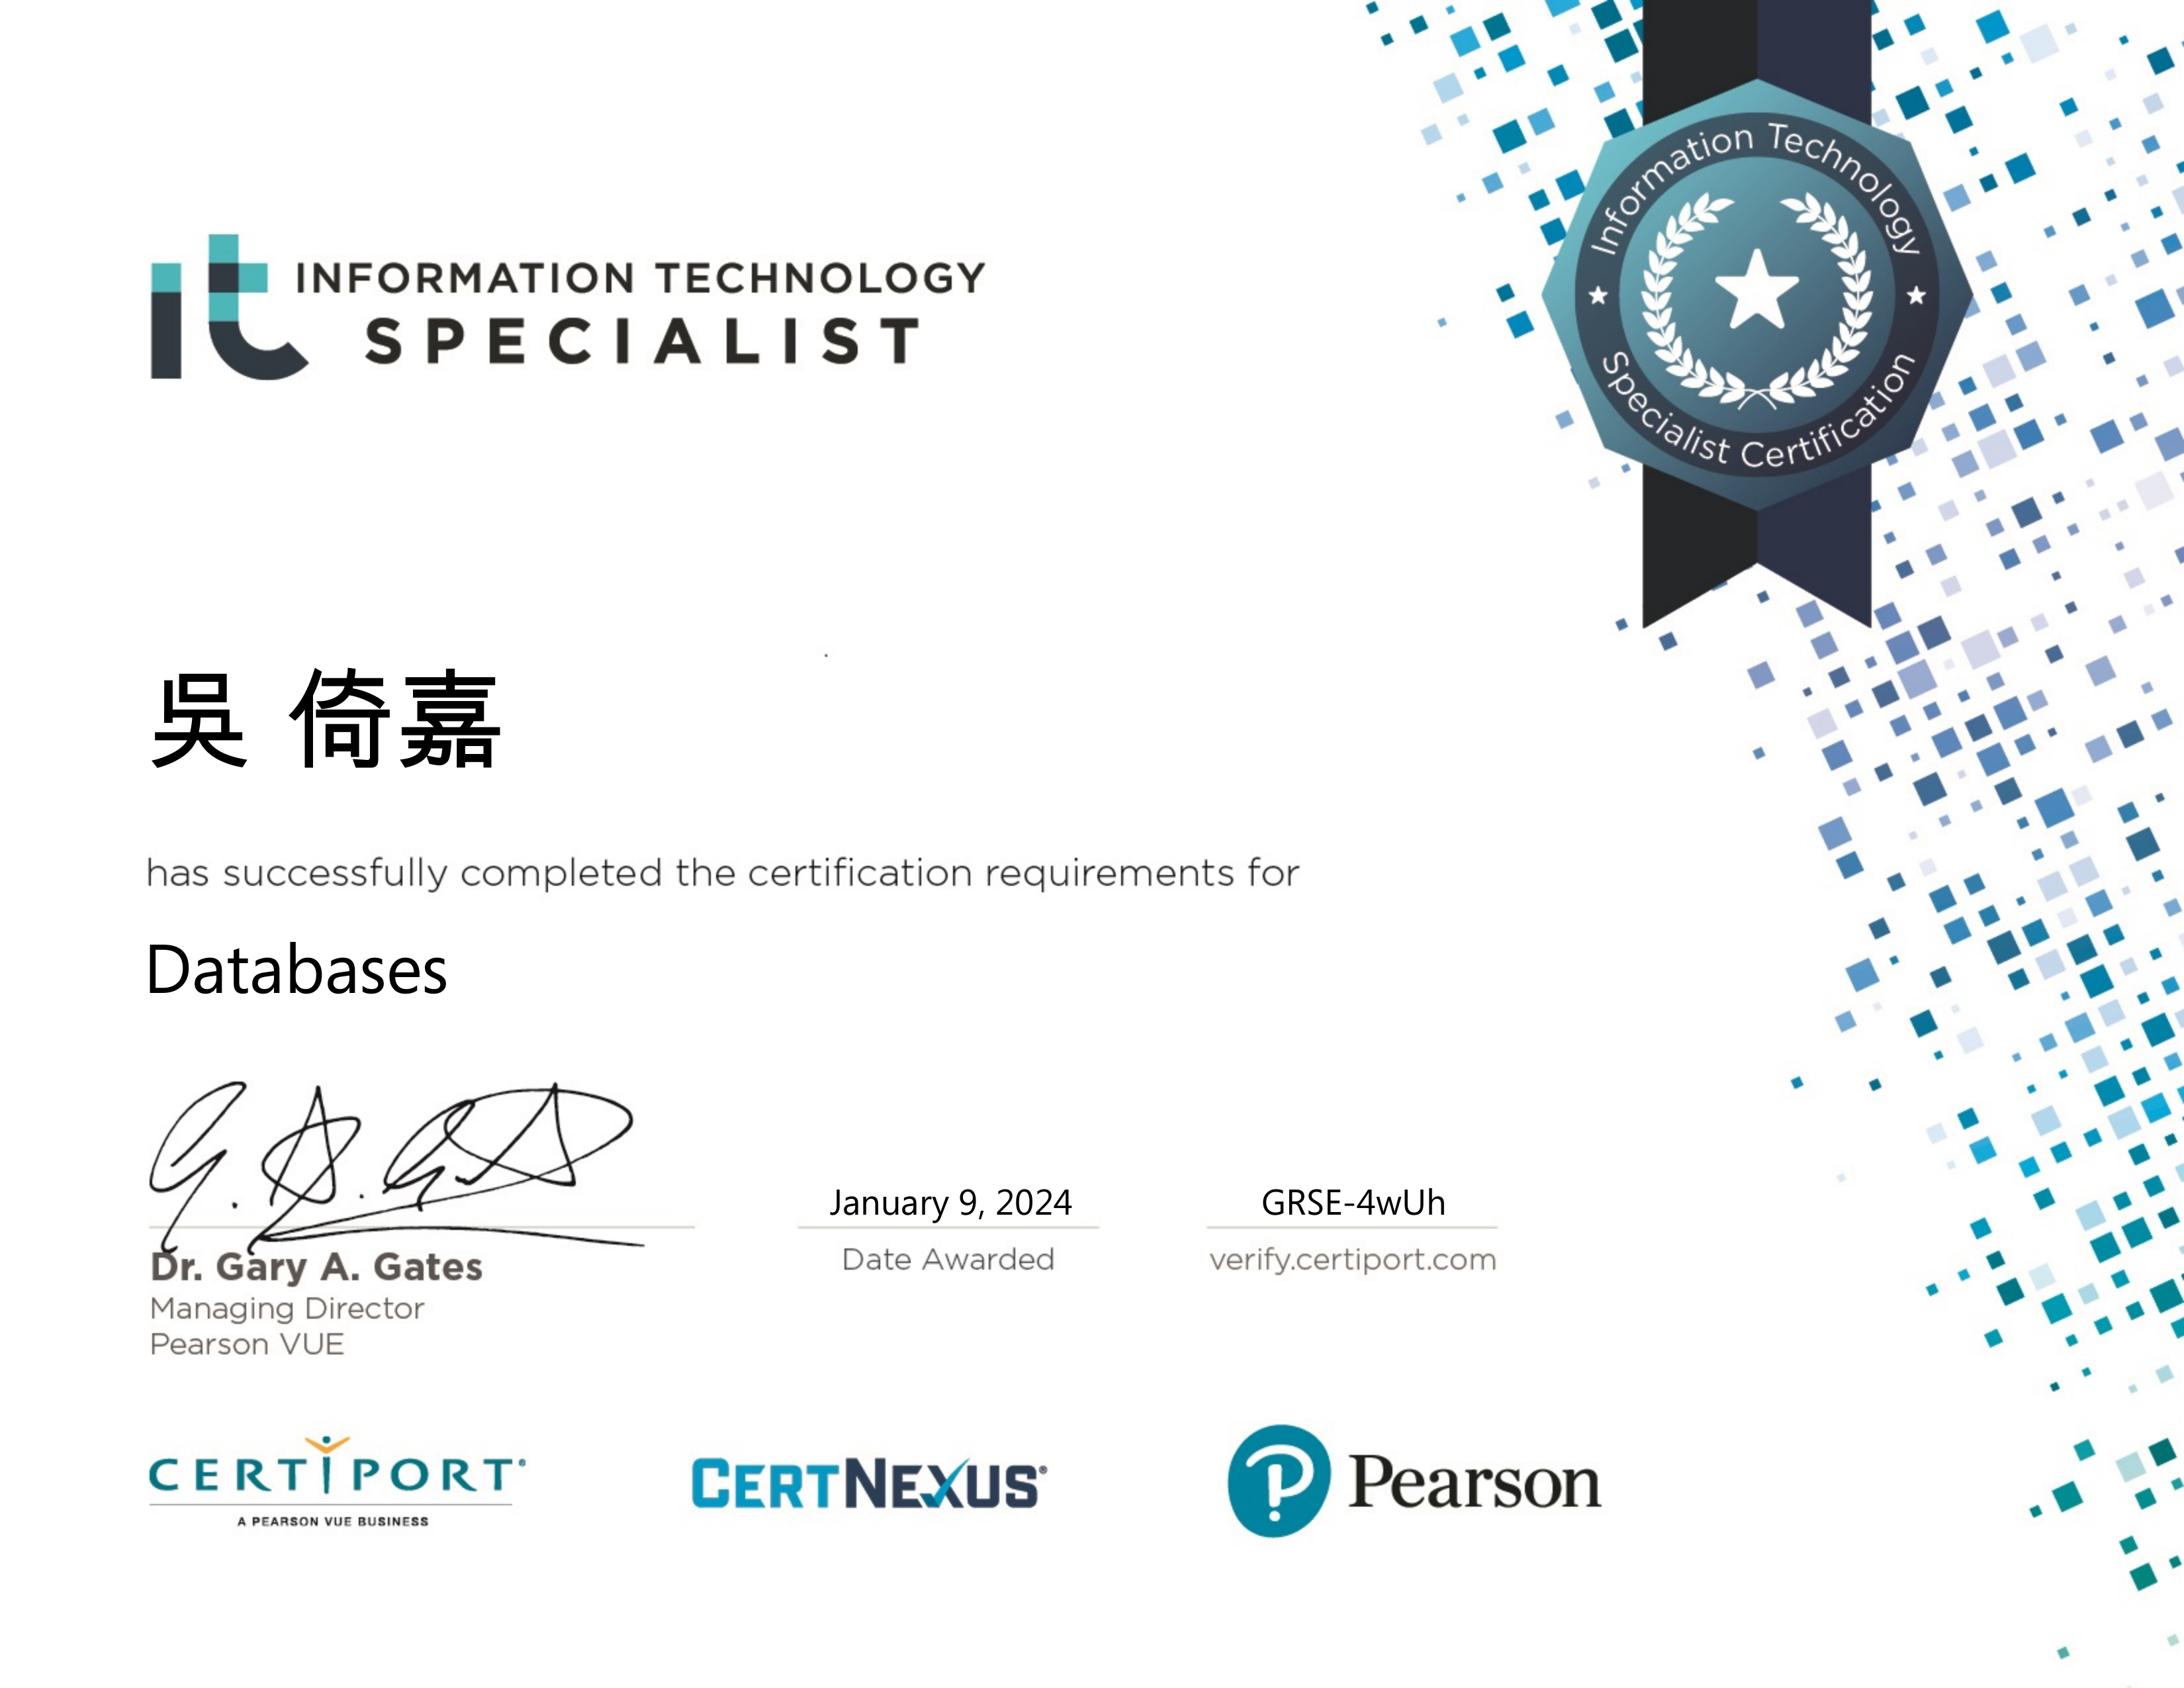 it INFORMATION TECHNOLOGY
SPECIALIST
Information Technology
Specialist Certification
吳 倚嘉
has successfully completed the certification requirements for
Databases
January 9, 2024
GRSE-4wUh
Dr. Gary A. Gates
Date Awarded
verify.certiport.com
Managing Director
Pearson VUE
CERTIPORT®
A PEARSON VUE BUSINESS
CERTNEXUS®
Pearson